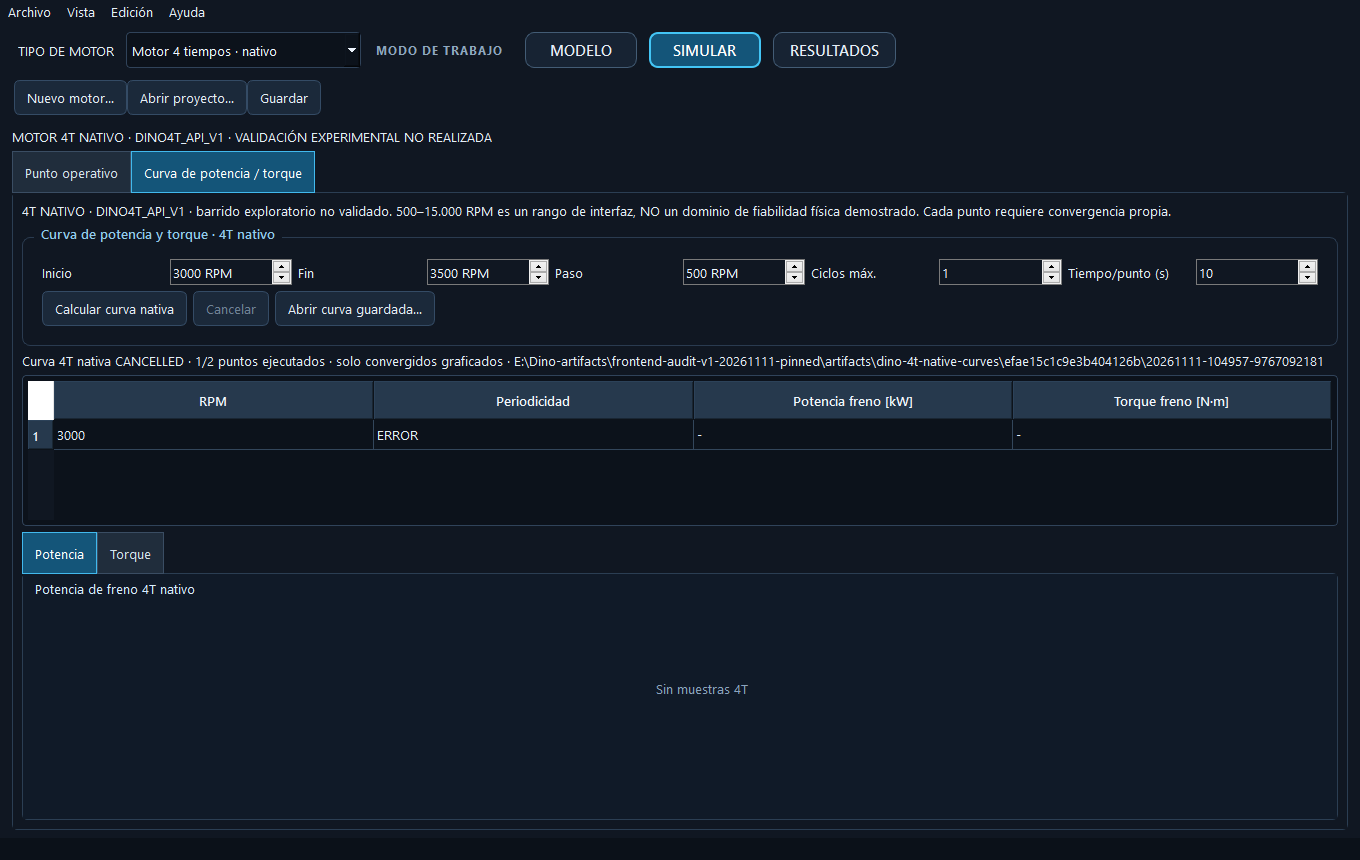 Archivo Vista Edición Ayuda
TIPO DE MOTOR Motor 4 tiempos · nativo MODO DE TRABAJO MODELO SIMULAR RESULTADOS
Nuevo motor... Abrir proyecto... Guardar
MOTOR 4T NATIVO · DINO4T_API_V1 · VALIDACIÓN EXPERIMENTAL NO REALIZADA
Punto operativo Curva de potencia / torque
4T NATIVO · DINO4T_API_V1 · barrido exploratorio no validado. 500–15.000 RPM es un rango de interfaz, NO un dominio de fiabilidad física demostrado. Cada punto requiere convergencia propia.
Curva de potencia y torque · 4T nativo
Inicio 3000 RPM Fin 3500 RPM Paso 500 RPM Ciclos máx. 1 Tiempo/punto (s) 10
Calcular curva nativa Cancelar Abrir curva guardada...
Curva 4T nativa CANCELLED · 1/2 puntos ejecutados · solo convergidos graficados · E:\Dino-artifacts\frontend-audit-v1-20261111-pinned\artifacts\dino-4t-native-curves\efae15c1c9e3b404126b\20261111-104957-9767092181
RPM Periodicidad Potencia freno [kW] Torque freno [N·m]
1 3000 ERROR - -
Potencia Torque
Potencia de freno 4T nativo
Sin muestras 4T